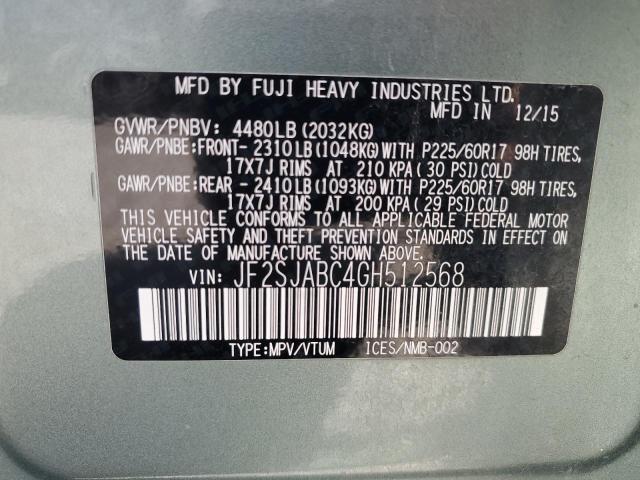 MFD BY FUJI HEAVY INDUSTRIES LTD.
MFD IN 12/15
GVWR/PNBV: 4480LB (2032KG)
GAWR/PNBE:FRONT- 2310LB (1048KG) WITH P225/60R17 98H TIRES,
17X7J RIMS AT 210 KPA ( 30 PSI) COLD
GAWR/PNBE:REAR - 2410LB (1093KG) WITH P225/60R17 98H TIRES,
17X7J RIMS AT 200 KPA ( 29 PSI) COLD
THIS VEHICLE CONFORMS TO ALL APPLICABLE FEDERAL MOTOR
VEHICLE SAFETY AND THEFT PREVENTION STANDARDS IN EFFECT ON
THE DATE OF MANUFACTURE SHOWN ABOVE.
VIN: JF2SJABC4GH512568
TYPE:MPV/VTUM ICES/NMB-002